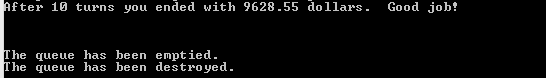 After 10 turns you ended with 9628.55 dollars.  Good job!
The queue has been emptied.
The queue has been destroyed.